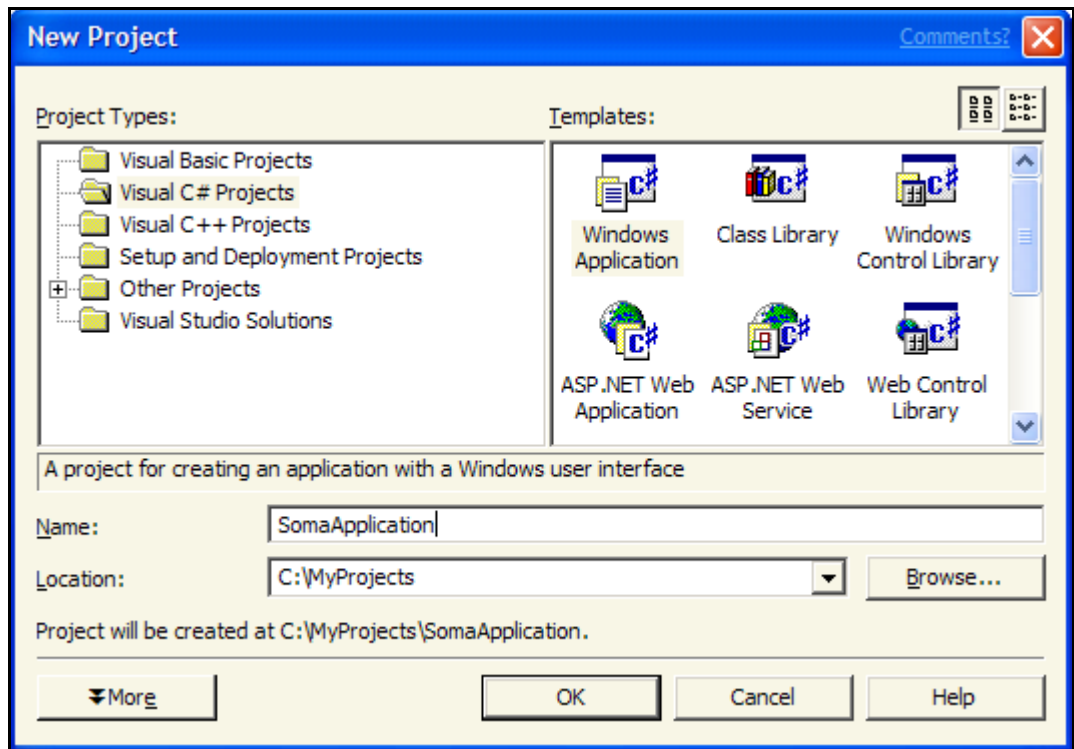 New Project
Comments?
Project Types:
Templates:
Visual Basic Projects
Visual C# Projects
Visual C++ Projects
Setup and Deployment Projects
Other Projects
Visual Studio Solutions
Windows
Application
Class Library
Windows
Control Library
ASP.NET Web
Application
ASP.NET Web
Service
Web Control
Library
A project for creating an application with a Windows user interface
Name:
SomaApplication
Location:
C:\MyProjects
Browse...
Project will be created at C:\MyProjects\SomaApplication.
More
OK
Cancel
Help